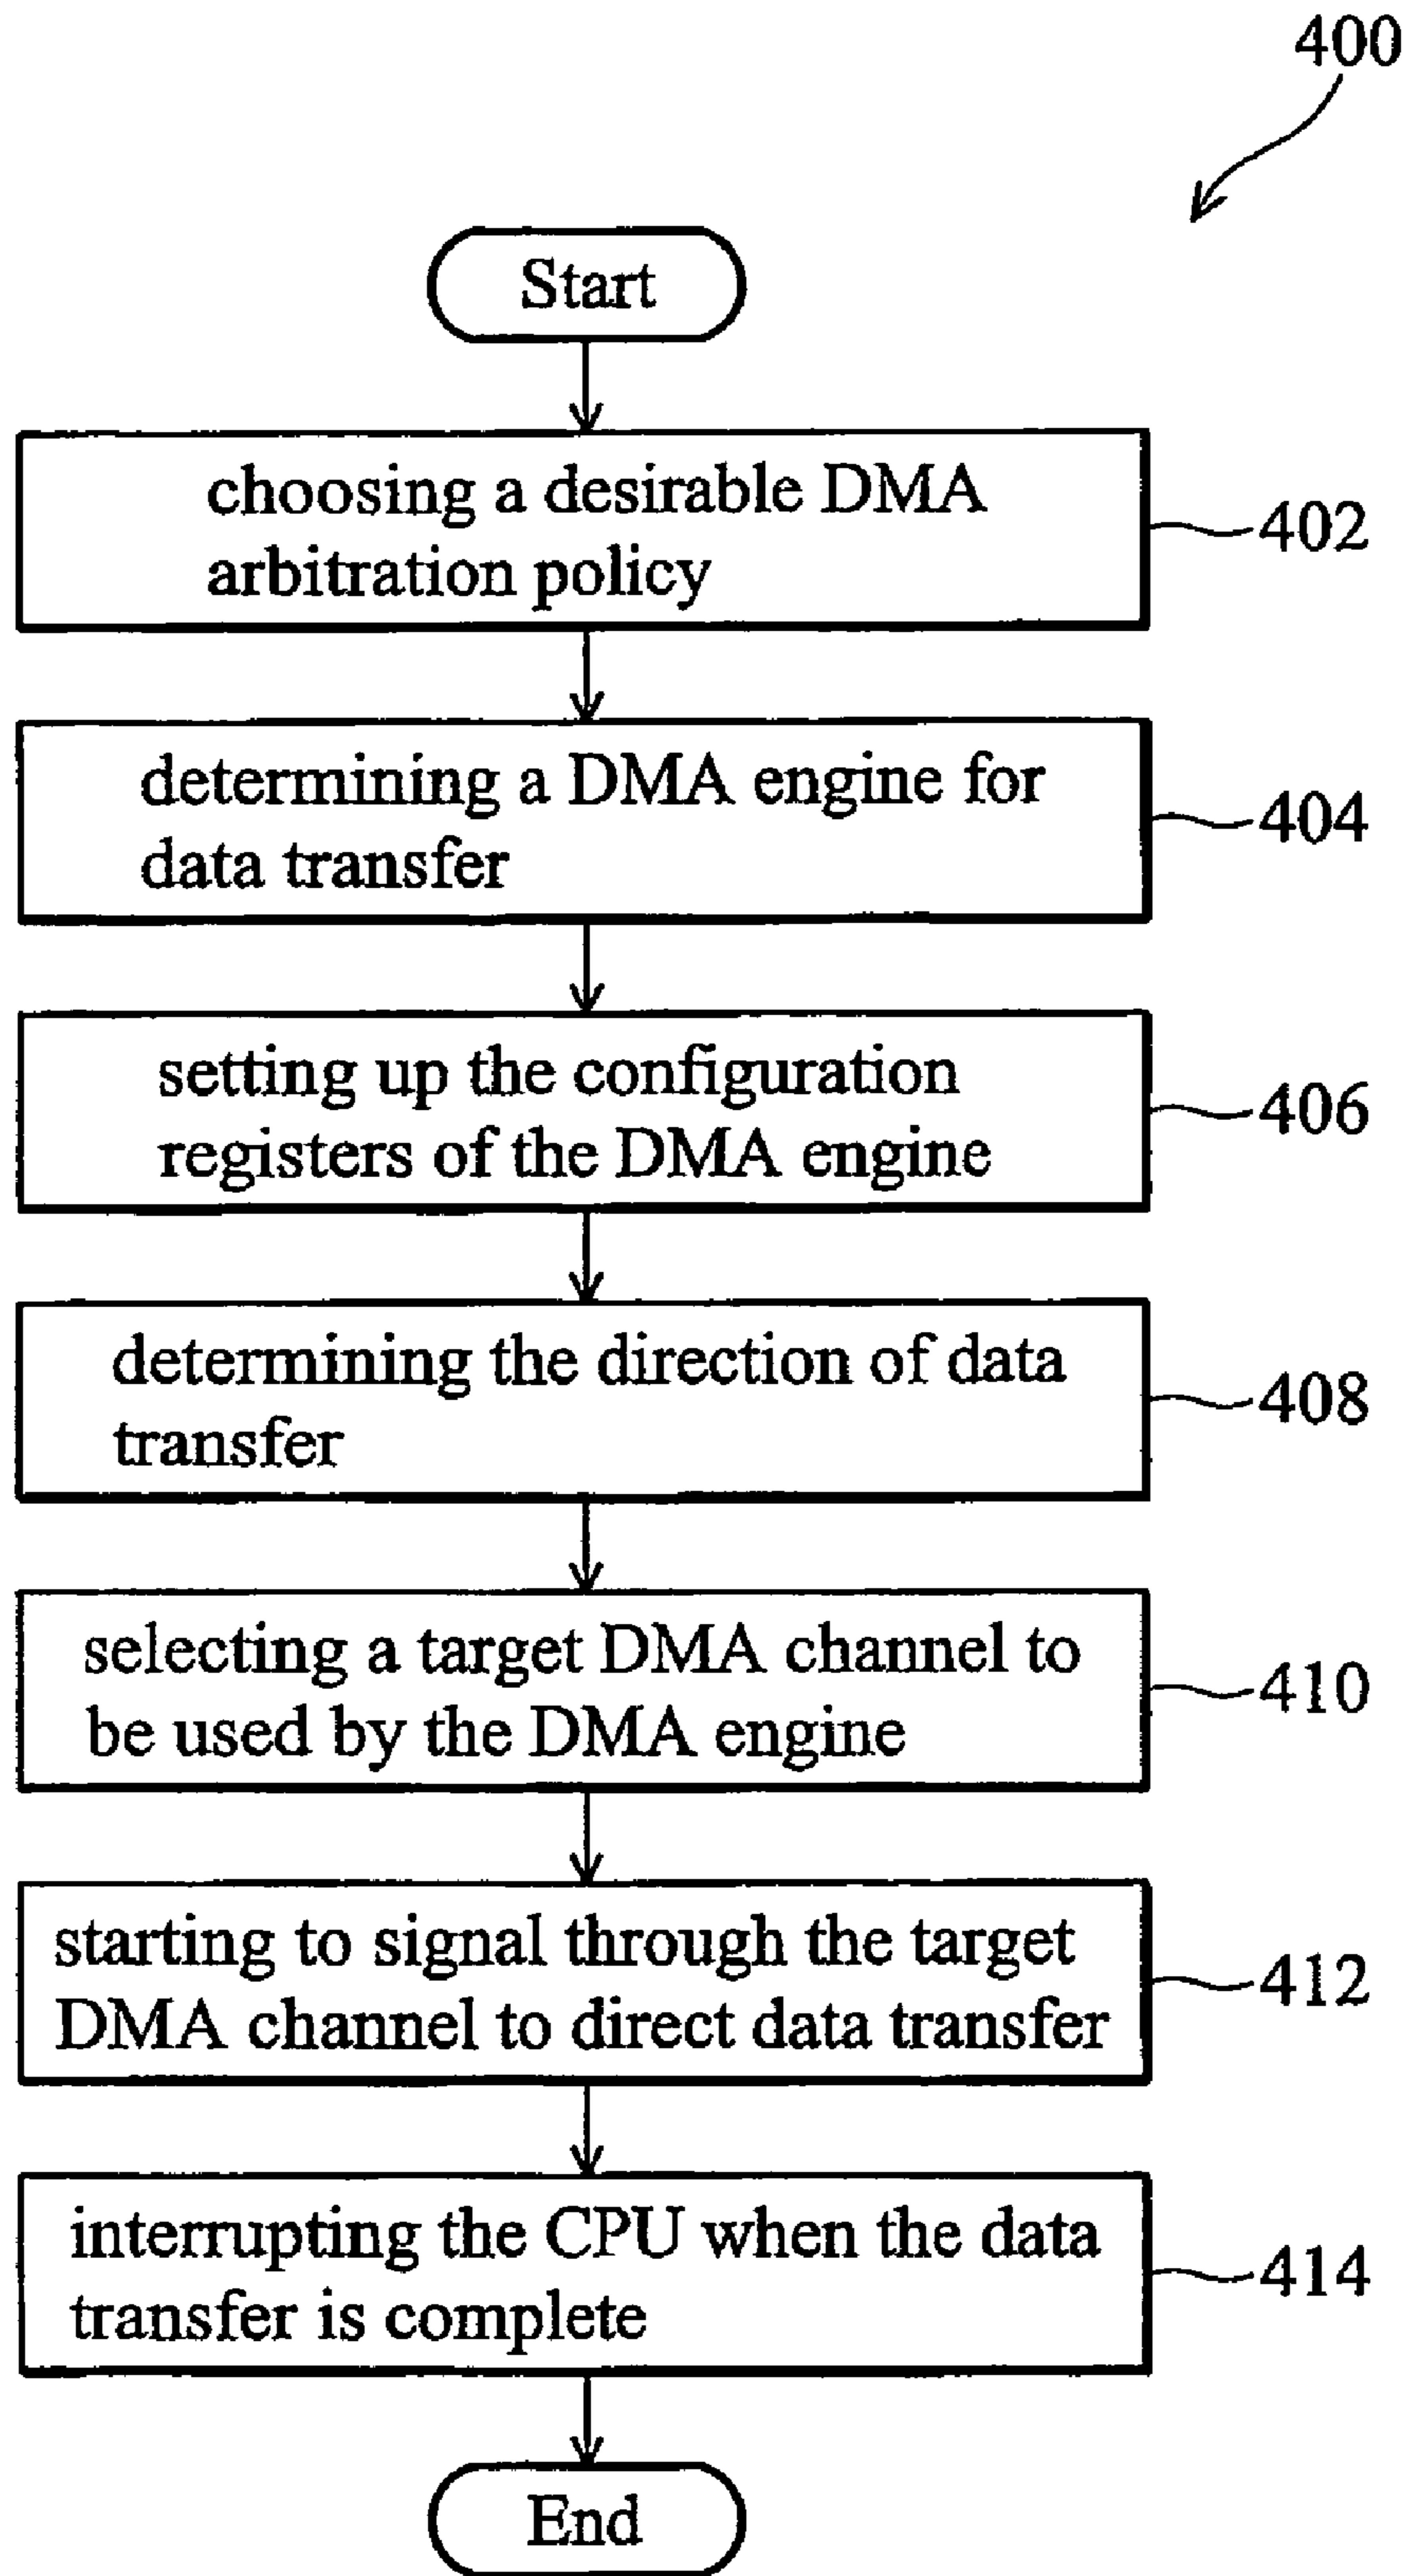 400
Start
choosing a desirable DMA
arbitration policy
402
determining a DMA engine for
data transfer
404
setting up the configuration
registers of the DMA engine
406
determining the direction of data
transfer
408
selecting a target DMA channel to
be used by the DMA engine
410
starting to signal through the target
DMA channel to direct data transfer
412
interrupting the CPU when the data
transfer is complete
414
End